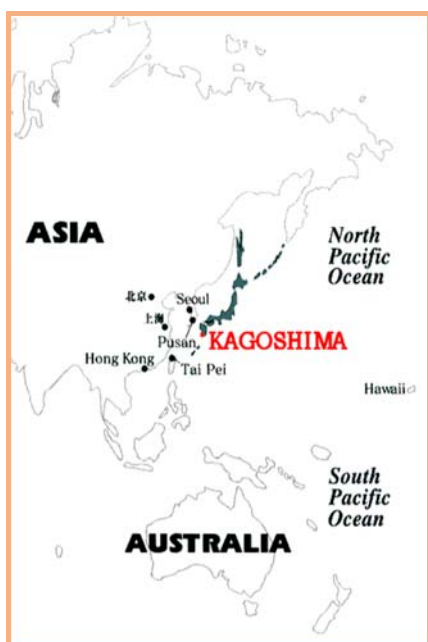 ASIA
North
Pacific
Ocean
北京
Seoul
上海
Pusan
KAGOSHIMA
Hong Kong
Tai Pei
Hawaii
South
Pacific
Ocean
AUSTRALIA